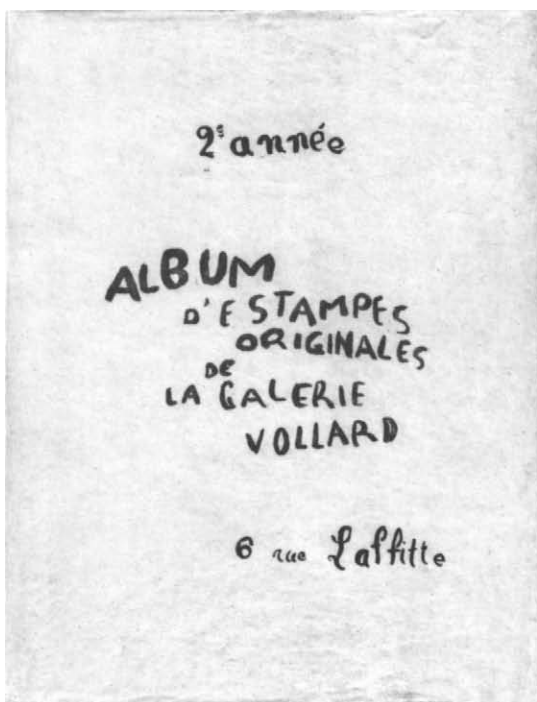 2e année
ALBUM
D'ESTAMPES
ORIGINALES
DE
LA GALERIE
VOLLARD
6 rue Laffitte